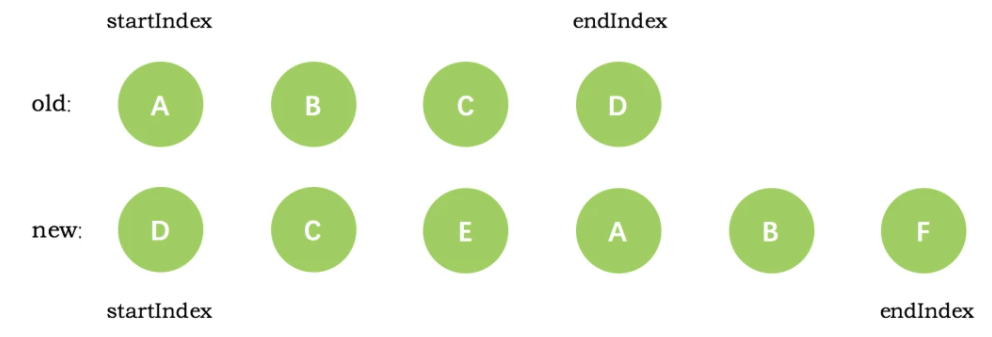 startIndex endIndex
old: A B C D
new: D C E A B F
startIndex endIndex